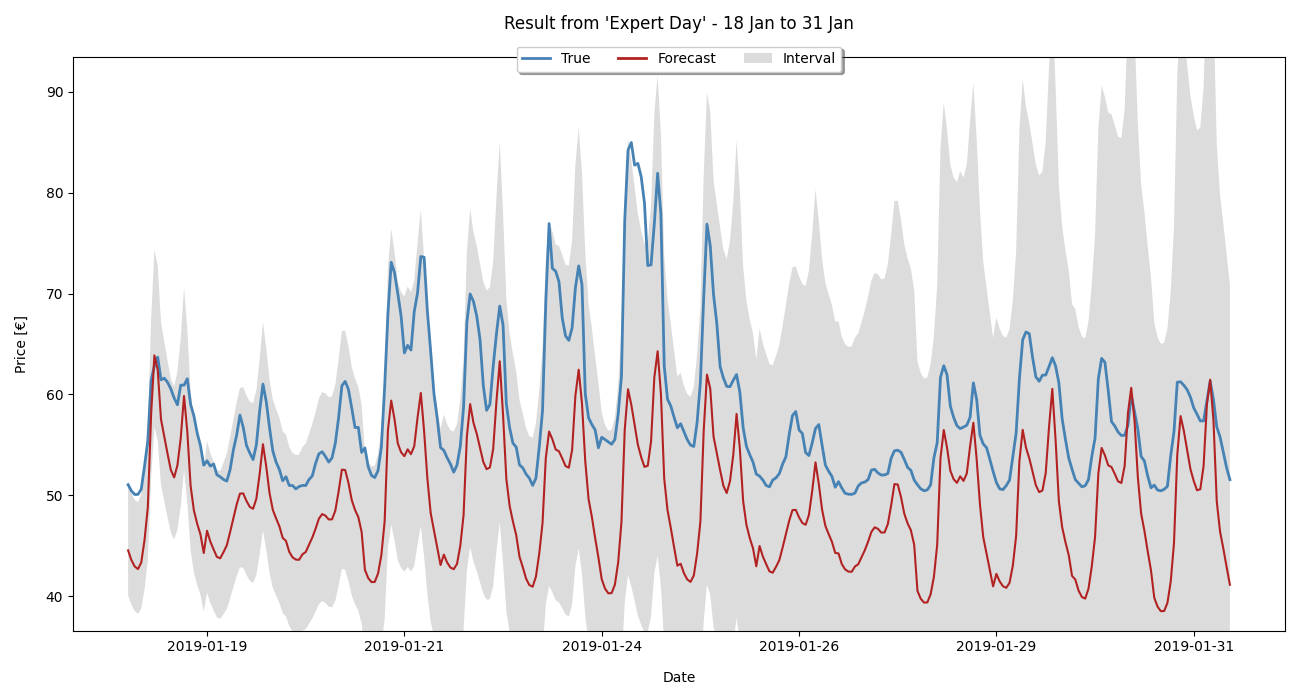 Result from 'Expert Day' - 18 Jan to 31 Jan
True Forecast Interval
90
80
70
60
50
40
Price [€]
2019-01-19 2019-01-21 2019-01-24 2019-01-26 2019-01-29 2019-01-31
Date